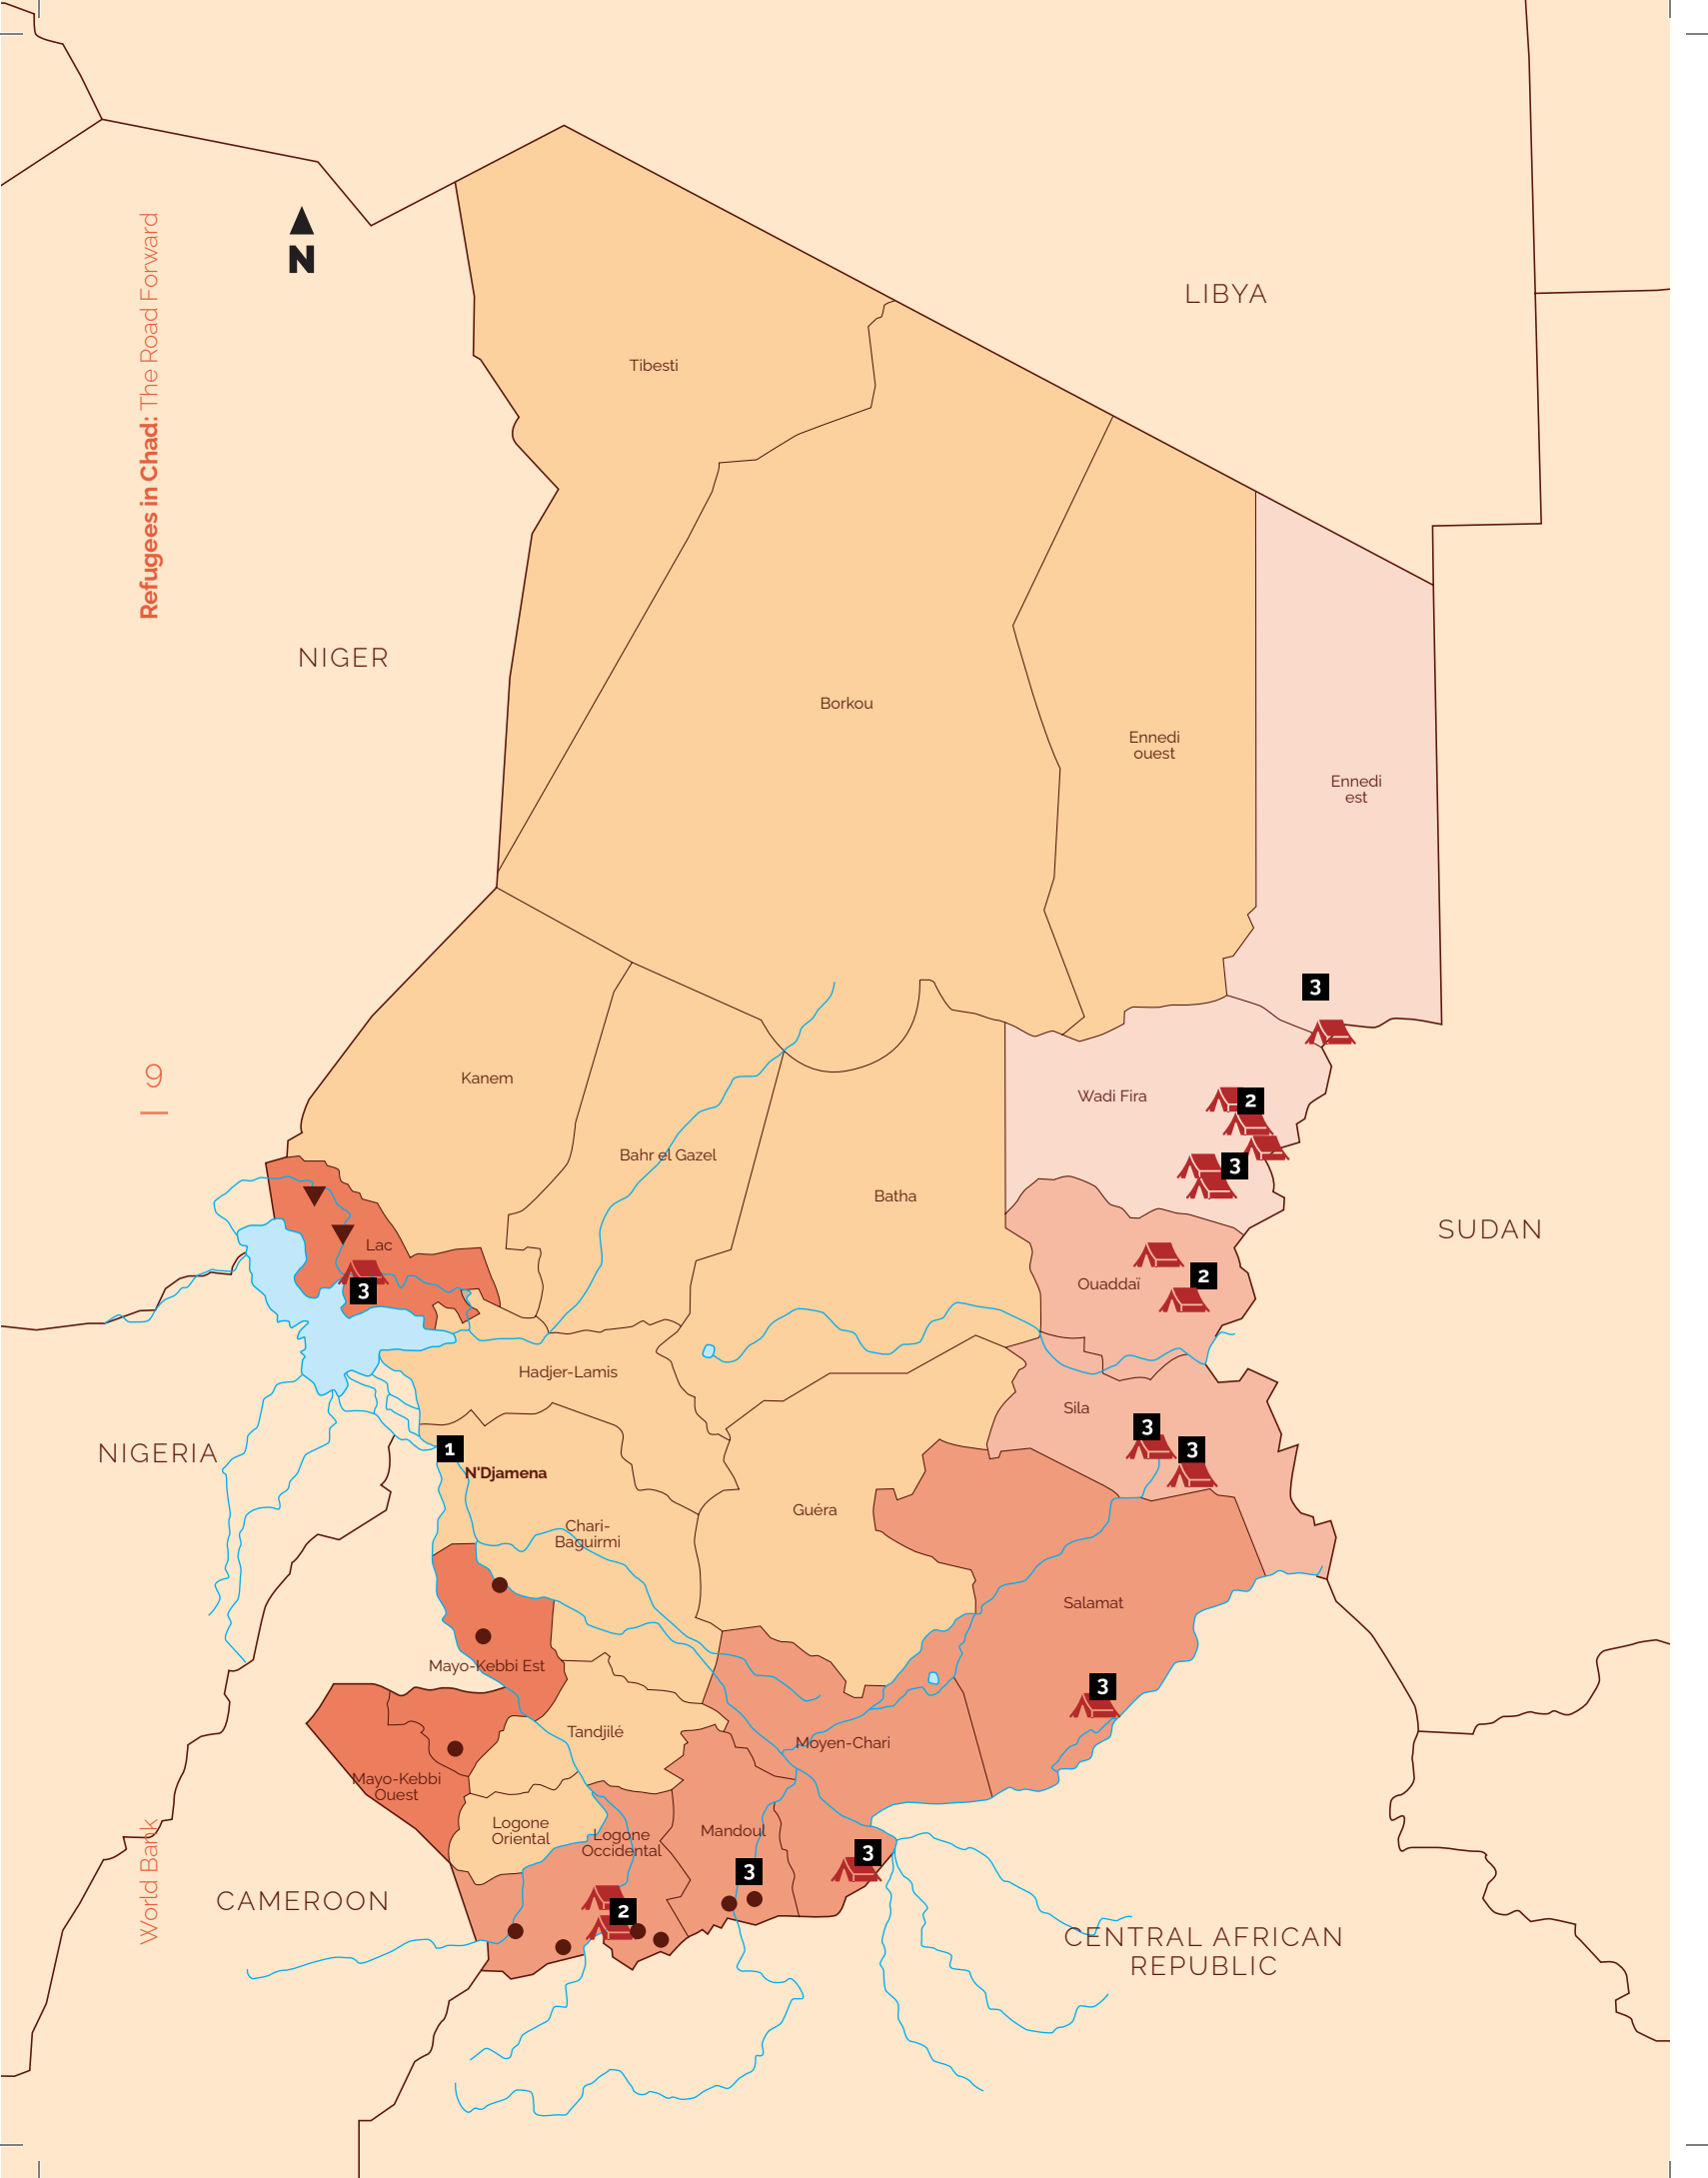 Refugees in Chad: The Road Forward
9
World Bank
N
LIBYA
Tibesti
NIGER
Borkou
Ennedi
ouest
Ennedi
est
3
Kanem
Wadi Fira
2
Bahr el Gazel
3
Batha
SUDAN
Lac
3
Ouaddaï
2
Hadjer-Lamis
Sila
3
3
NIGERIA
1
N'Djamena
Guéra
Chari-
Baguirmi
Salamat
Mayo-Kebbi Est
3
Tandjilé
Moyen-Chari
Mayo-Kebbi
Ouest
Logone
Oriental
Logone
Occidental
Mandoul
3
3
2
CAMEROON
CENTRAL AFRICAN
REPUBLIC